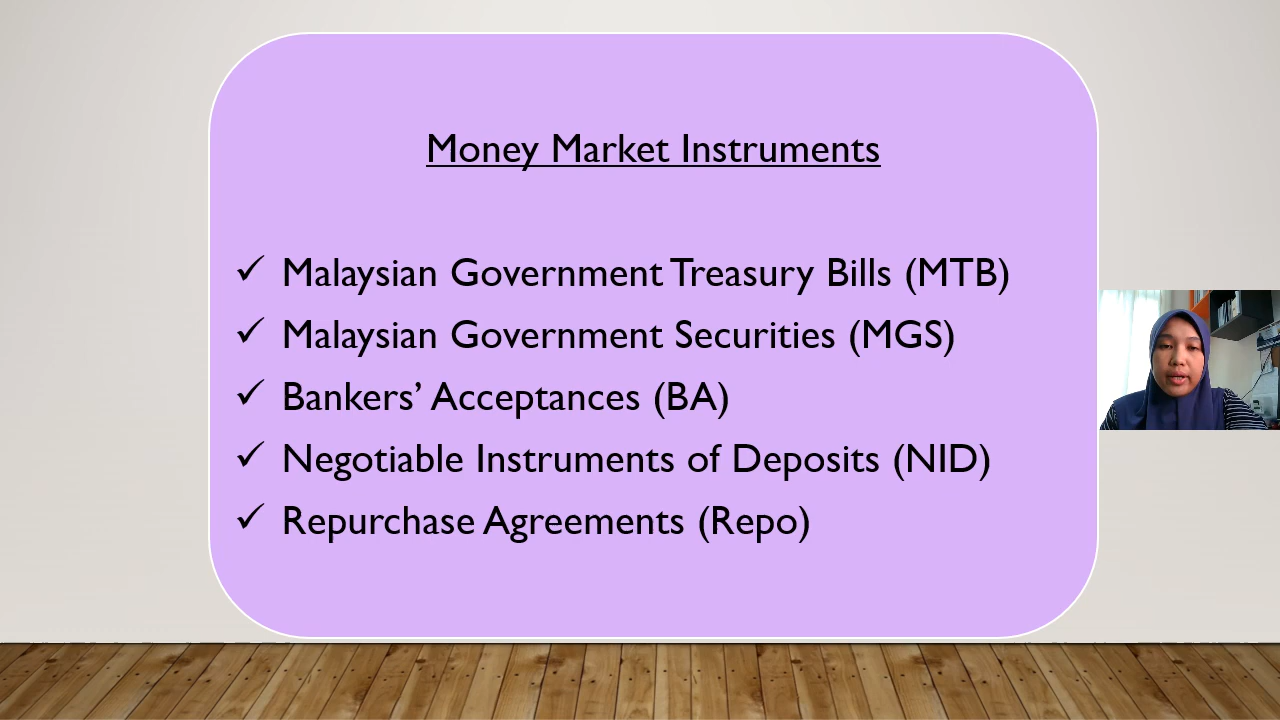 Money Market Instruments
✓ Malaysian Government Treasury Bills (MTB)
✓ Malaysian Government Securities (MGS)
✓ Bankers’ Acceptances (BA)
✓ Negotiable Instruments of Deposits (NID)
✓ Repurchase Agreements (Repo)